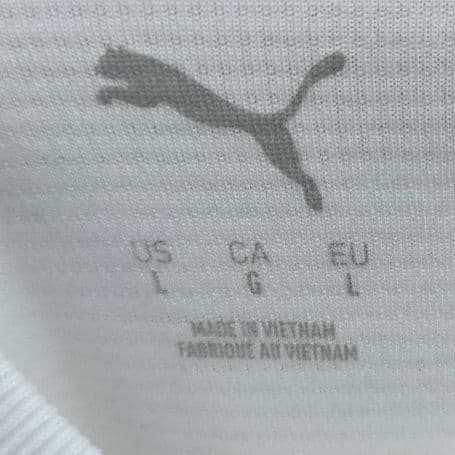 US CA EU
L G L
MADE IN VIETNAM
FABRIQUÉ AU VIETNAM